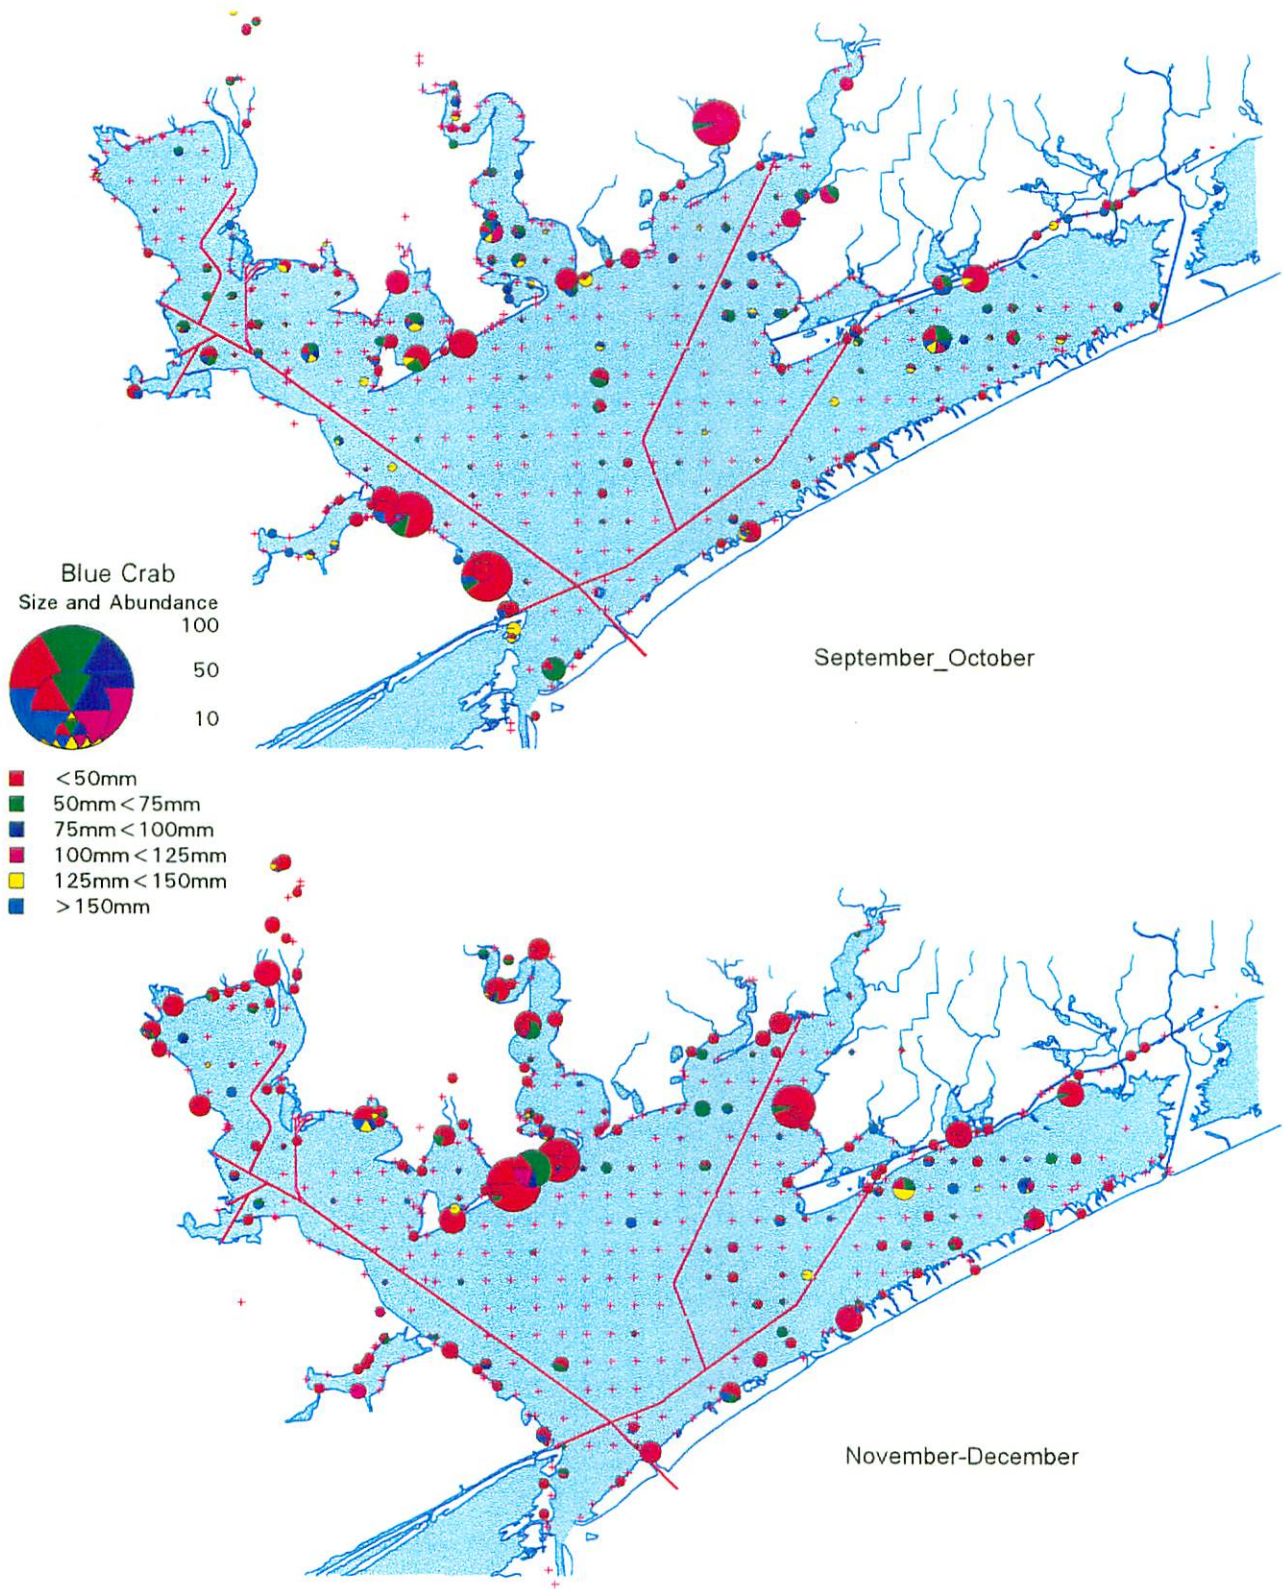 Blue Crab
Size and Abundance
100
50
10
September_October
<50mm
50mm<75mm
75mm<100mm
100mm<125mm
125mm<150mm
>150mm
November-December